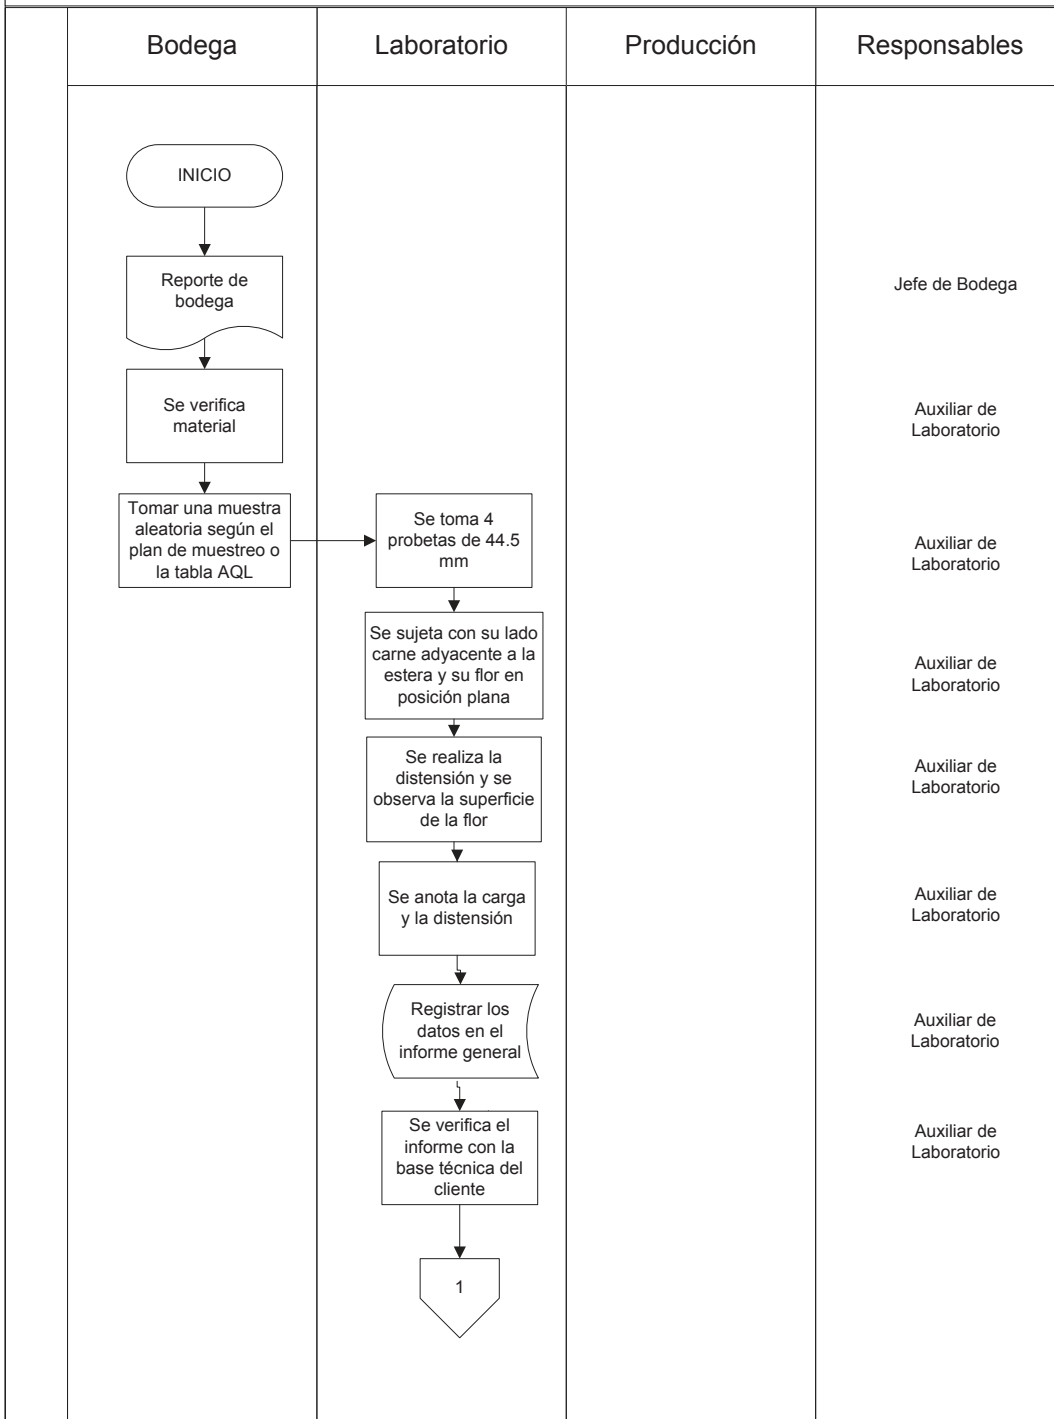 Bodega
Laboratorio
Producción
Responsables
INICIO
Reporte de
bodega
Jefe de Bodega
Se verifica
material
Auxiliar de
Laboratorio
Tomar una muestra
aleatoria según el
plan de muestreo o
la tabla AQL
Se toma 4
probetas de 44.5
mm
Auxiliar de
Laboratorio
Se sujeta con su lado
carne adyacente a la
estera y su flor en
posición plana
Auxiliar de
Laboratorio
Se realiza la
distensión y se
observa la superficie
de la flor
Auxiliar de
Laboratorio
Se anota la carga
y la distensión
Auxiliar de
Laboratorio
Registrar los
datos en el
informe general
Auxiliar de
Laboratorio
Se verifica el
informe con la
base técnica del
cliente
Auxiliar de
Laboratorio
1